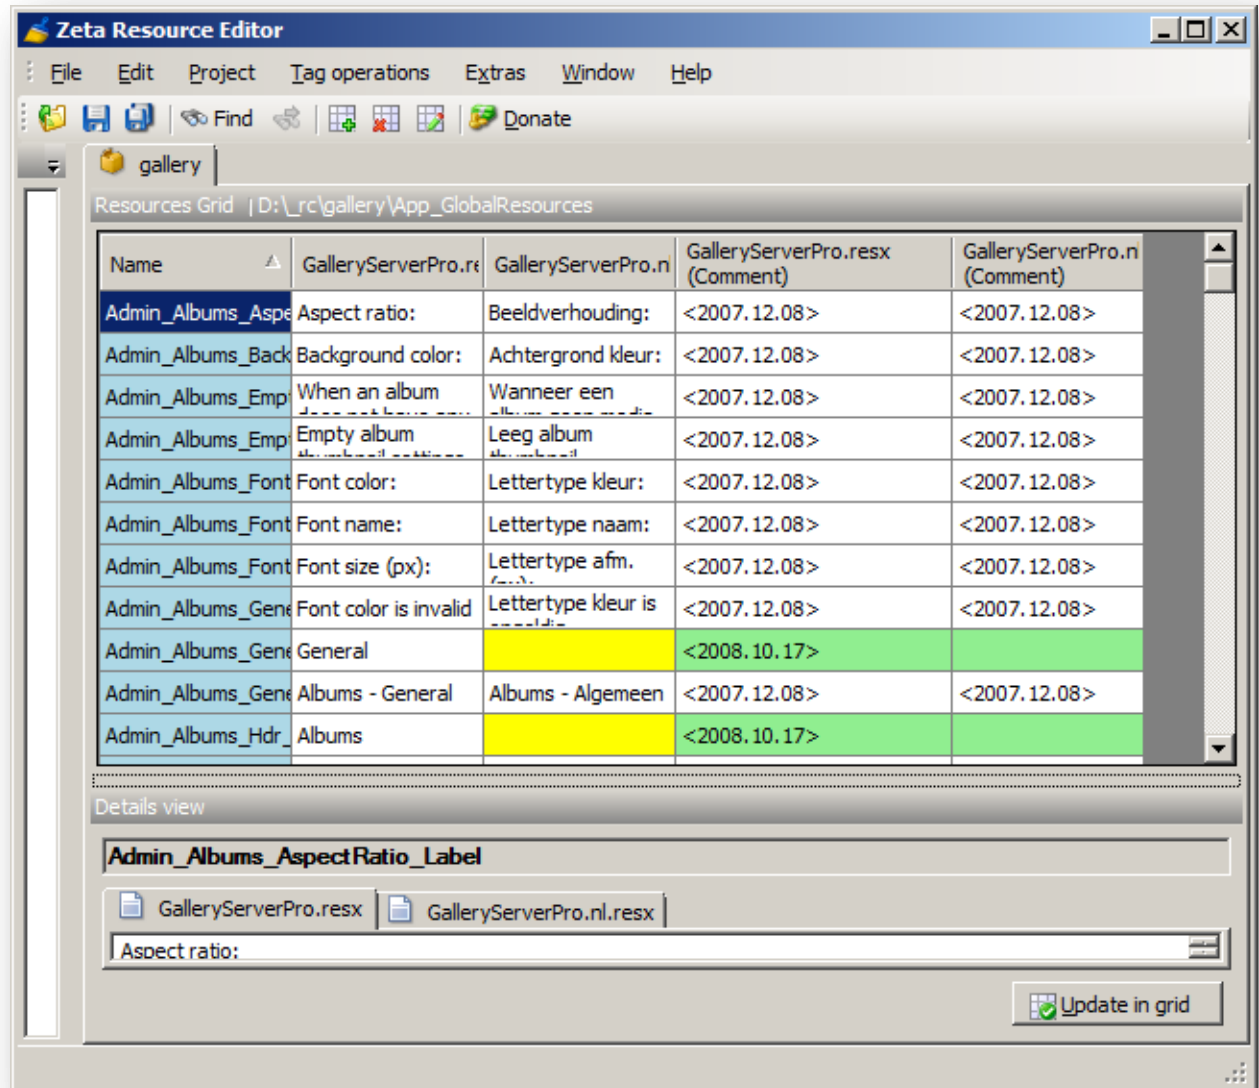 Zeta Resource Editor
File Edit Project Tag operations Extras Window Help
Find Donate
gallery
Resources Grid | D:\_rc\gallery\App_GlobalResources
Name GalleryServerPro.re GalleryServerPro.n GalleryServerPro.resx GalleryServerPro.n
(Comment) (Comment)
Admin_Albums_Aspe Aspect ratio: Beeldverhouding: <2007.12.08> <2007.12.08>
Admin_Albums_Back Background color: Achtergrond kleur: <2007.12.08> <2007.12.08>
Admin_Albums_Emp When an album Wanneer een <2007.12.08> <2007.12.08>
Admin_Albums_Emp Empty album Leeg album <2007.12.08> <2007.12.08>
Admin_Albums_Font Font color: Lettertype kleur: <2007.12.08> <2007.12.08>
Admin_Albums_Font Font name: Lettertype naam: <2007.12.08> <2007.12.08>
Admin_Albums_Font Font size (px): Lettertype afm. <2007.12.08> <2007.12.08>
Admin_Albums_Gene Font color is invalid Lettertype kleur is <2007.12.08> <2007.12.08>
Admin_Albums_Gene General <2008.10.17>
Admin_Albums_Gene Albums - General Albums - Algemeen <2007.12.08> <2007.12.08>
Admin_Albums_Hdr_ Albums <2008.10.17>
Details view
Admin_Albums_AspectRatio_Label
GalleryServerPro.resx GalleryServerPro.nl.resx
Aspect ratio:
Update in grid